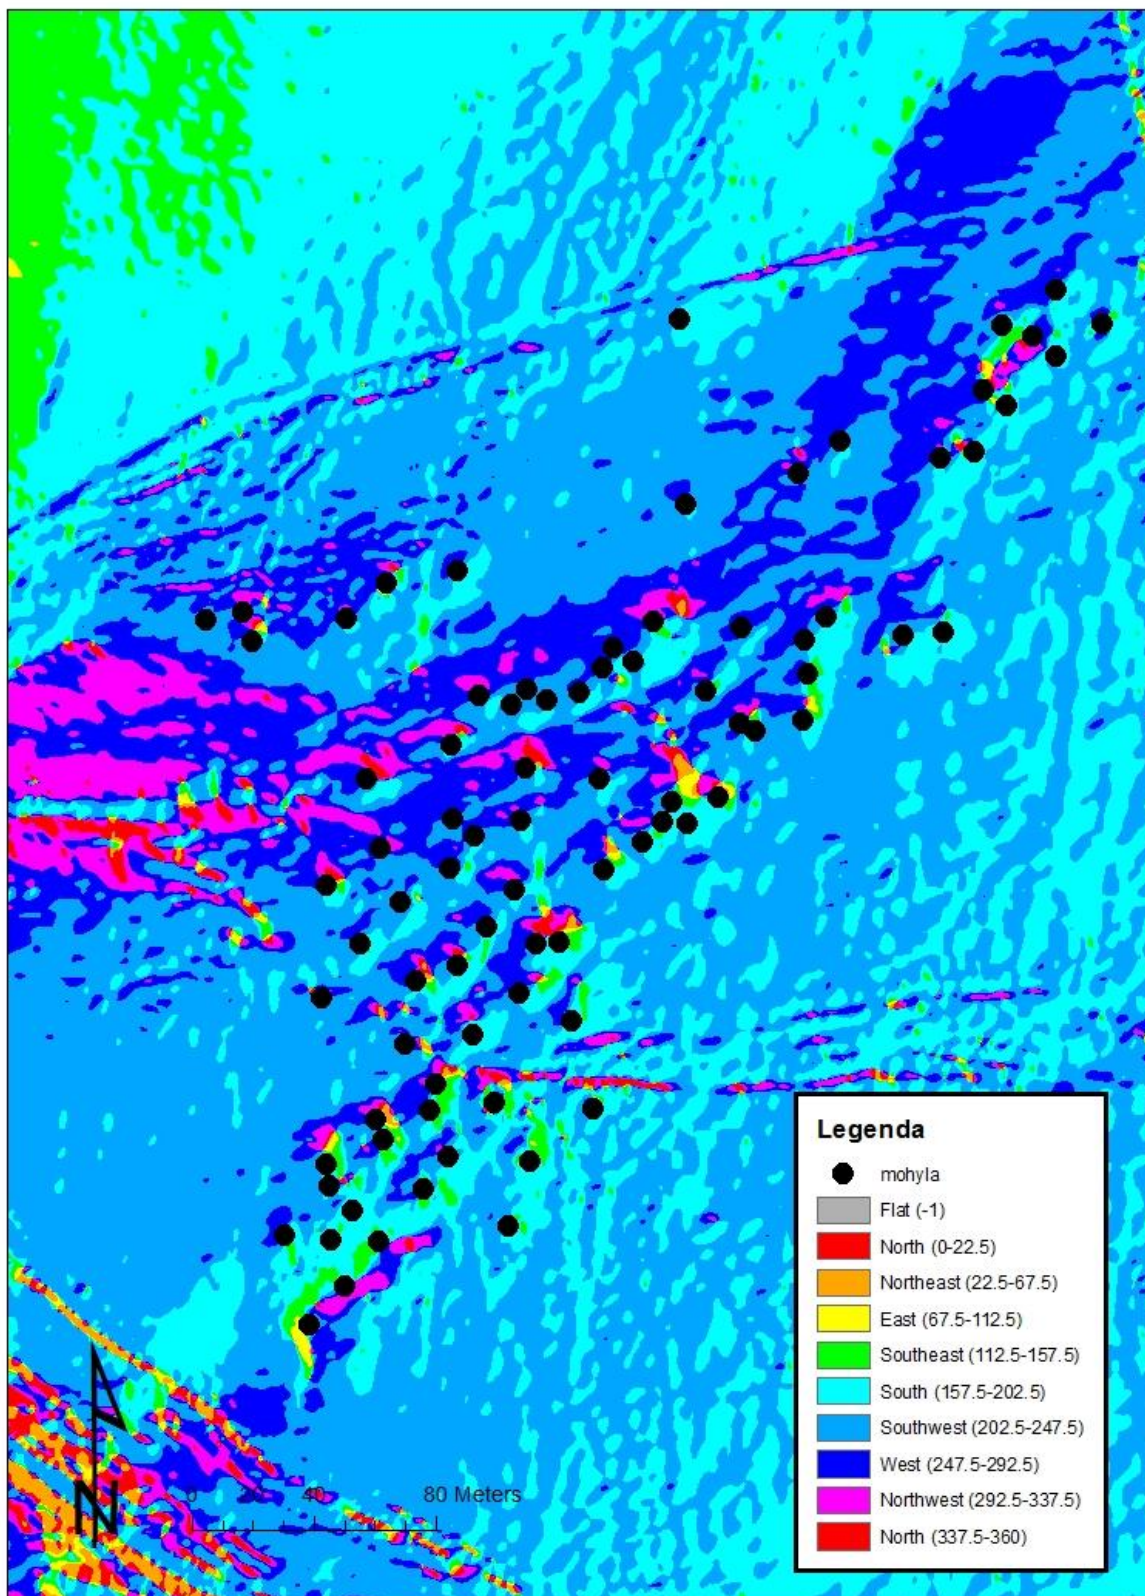 Legenda
mohyla
Flat (-1)
North (0-22.5)
Northeast (22.5-67.5)
East (67.5-112.5)
Southeast (112.5-157.5)
South (157.5-202.5)
Southwest (202.5-247.5)
West (247.5-292.5)
Northwest (292.5-337.5)
North (337.5-360)
N
0 20 40 80 Meters